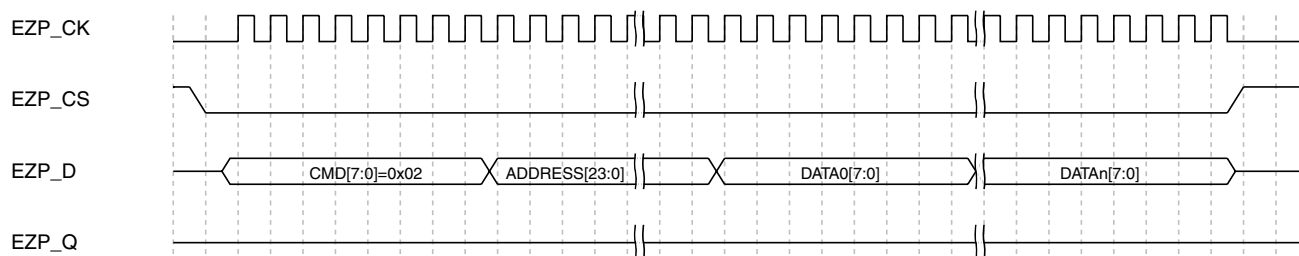 EZP_CK
EZP_CS
EZP_D CMD[7:0]=0x02 ADDRESS[23:0] DATA0[7:0] DATAn[7:0]
EZP_Q